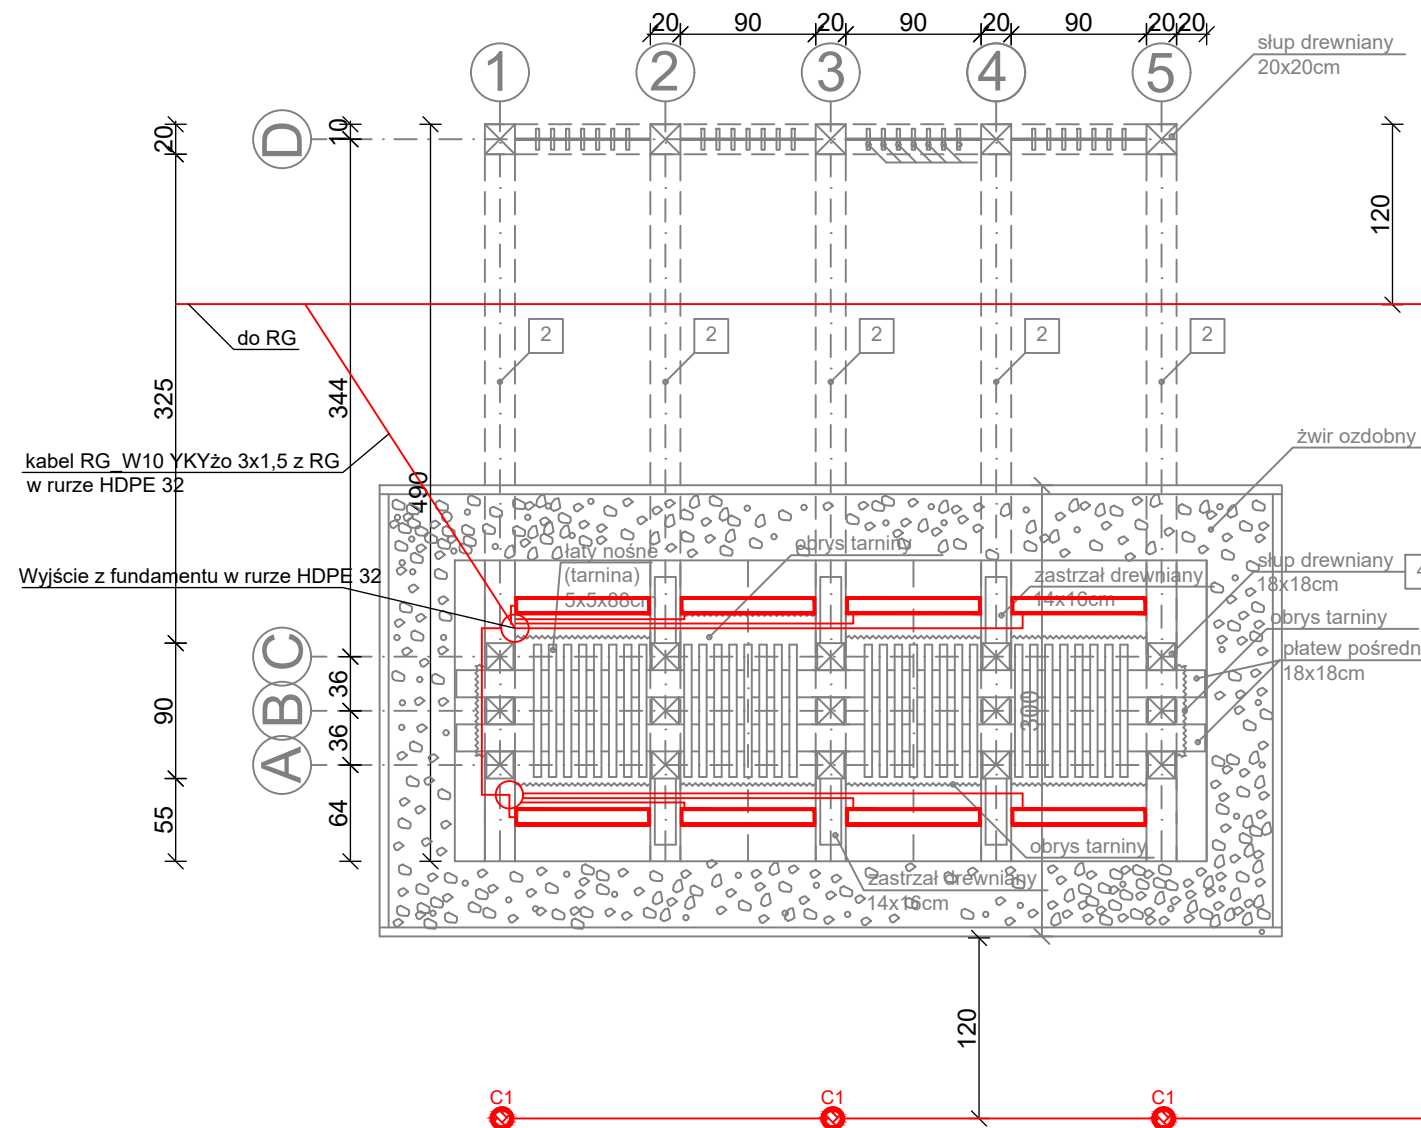 20 90 20 90 20 90 20 20
1 2 3 4 5
słup drewniany
20x20cm
D
20
10
120
do RG
2 2 2 2 2
325
344
490
żwir ozdobny
kabel RG_W10 YKYżo 3x1,5 z RG
w rurze HDPE 32
łaty nośne
(tarnina)
obrys tarniny
Wyjście z fundamentu w rurze HDPE 32
zastrzał drewniany
14x16cm
słup drewniany
18x18cm
4
obrys tarniny
płatew pośredn
18x18cm
C
B
A
36
36
90
300
55
64
obrys tarniny
zastrzał drewniany
14x16cm
120
C1 C1 C1